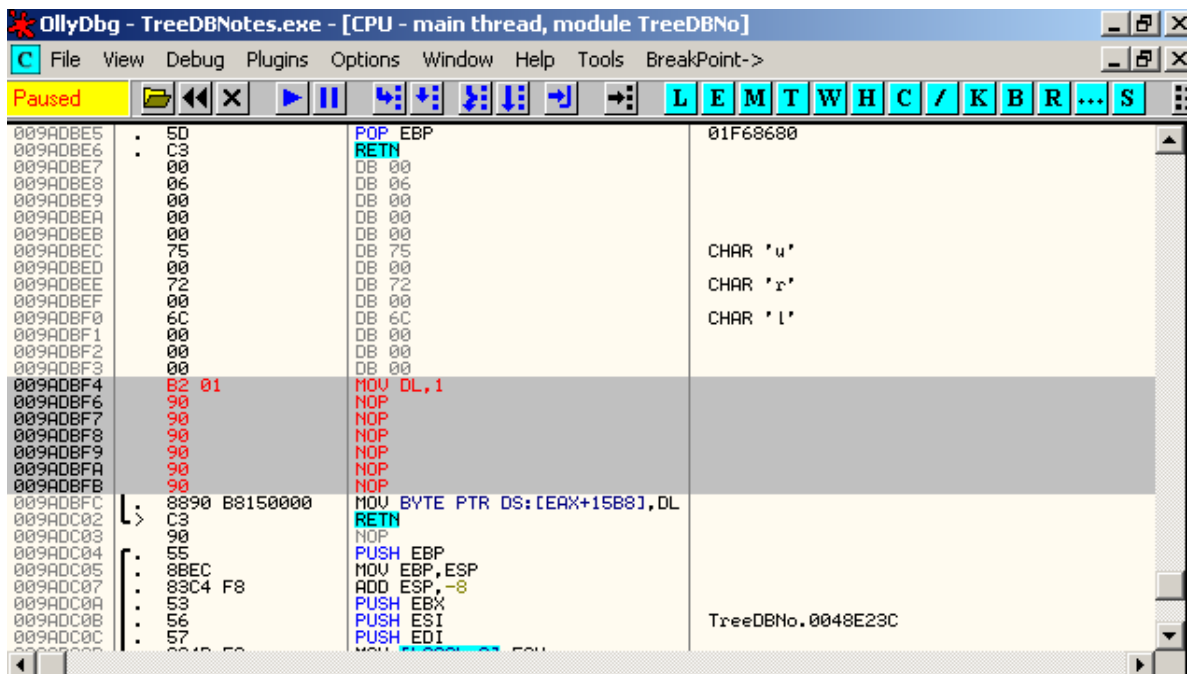 OllyDbg - TreeDBNotes.exe - [CPU - main thread, module TreeDBNo]
C File View Debug Plugins Options Window Help Tools BreakPoint->
Paused L E M T W H C / K B R ... S
009ADBE5 . 5D POP EBP 01F68680
009ADBE6 . C3 RETN
009ADBE7 00 DB 00
009ADBE8 06 DB 06
009ADBE9 00 DB 00
009ADBEA 00 DB 00
009ADBEB 00 DB 00
009ADBEC 75 DB 75 CHAR 'u'
009ADBED 00 DB 00
009ADBEE 72 DB 72 CHAR 'r'
009ADBEF 00 DB 00
009ADBF0 6C DB 6C CHAR 'l'
009ADBF1 00 DB 00
009ADBF2 00 DB 00
009ADBF3 00 DB 00
009ADBF4 B2 01 MOV DL,1
009ADBF6 90 NOP
009ADBF7 90 NOP
009ADBF8 90 NOP
009ADBF9 90 NOP
009ADBFA 90 NOP
009ADBFB 90 NOP
009ADBFC . 8890 B8150000 MOV BYTE PTR DS:[EAX+15B8],DL
009ADC02 > C3 RETN
009ADC03 90 NOP
009ADC04 . 55 PUSH EBP
009ADC05 . 8BEC MOV EBP,ESP
009ADC07 . 83C4 F8 ADD ESP,-8
009ADC0A . 53 PUSH EBX
009ADC0B . 56 PUSH ESI TreeDBNo.0048E23C
009ADC0C . 57 PUSH EDI